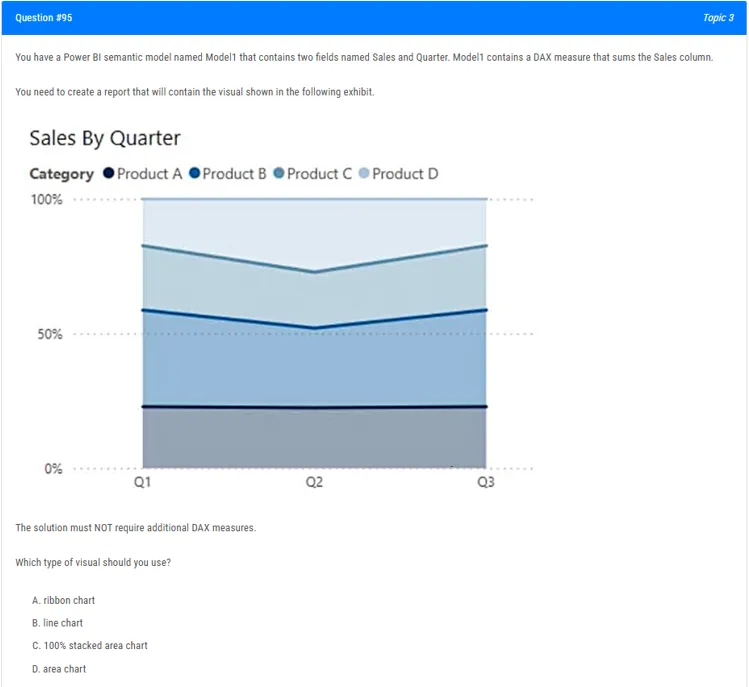 Question #95 Topic 3
You have a Power BI semantic model named Model1 that contains two fields named Sales and Quarter. Model1 contains a DAX measure that sums the Sales column.
You need to create a report that will contain the visual shown in the following exhibit.
Sales By Quarter
Category Product A Product B Product C Product D
100%
50%
0%
Q1 Q2 Q3
The solution must NOT require additional DAX measures.
Which type of visual should you use?
A. ribbon chart
B. line chart
C. 100% stacked area chart
D. area chart